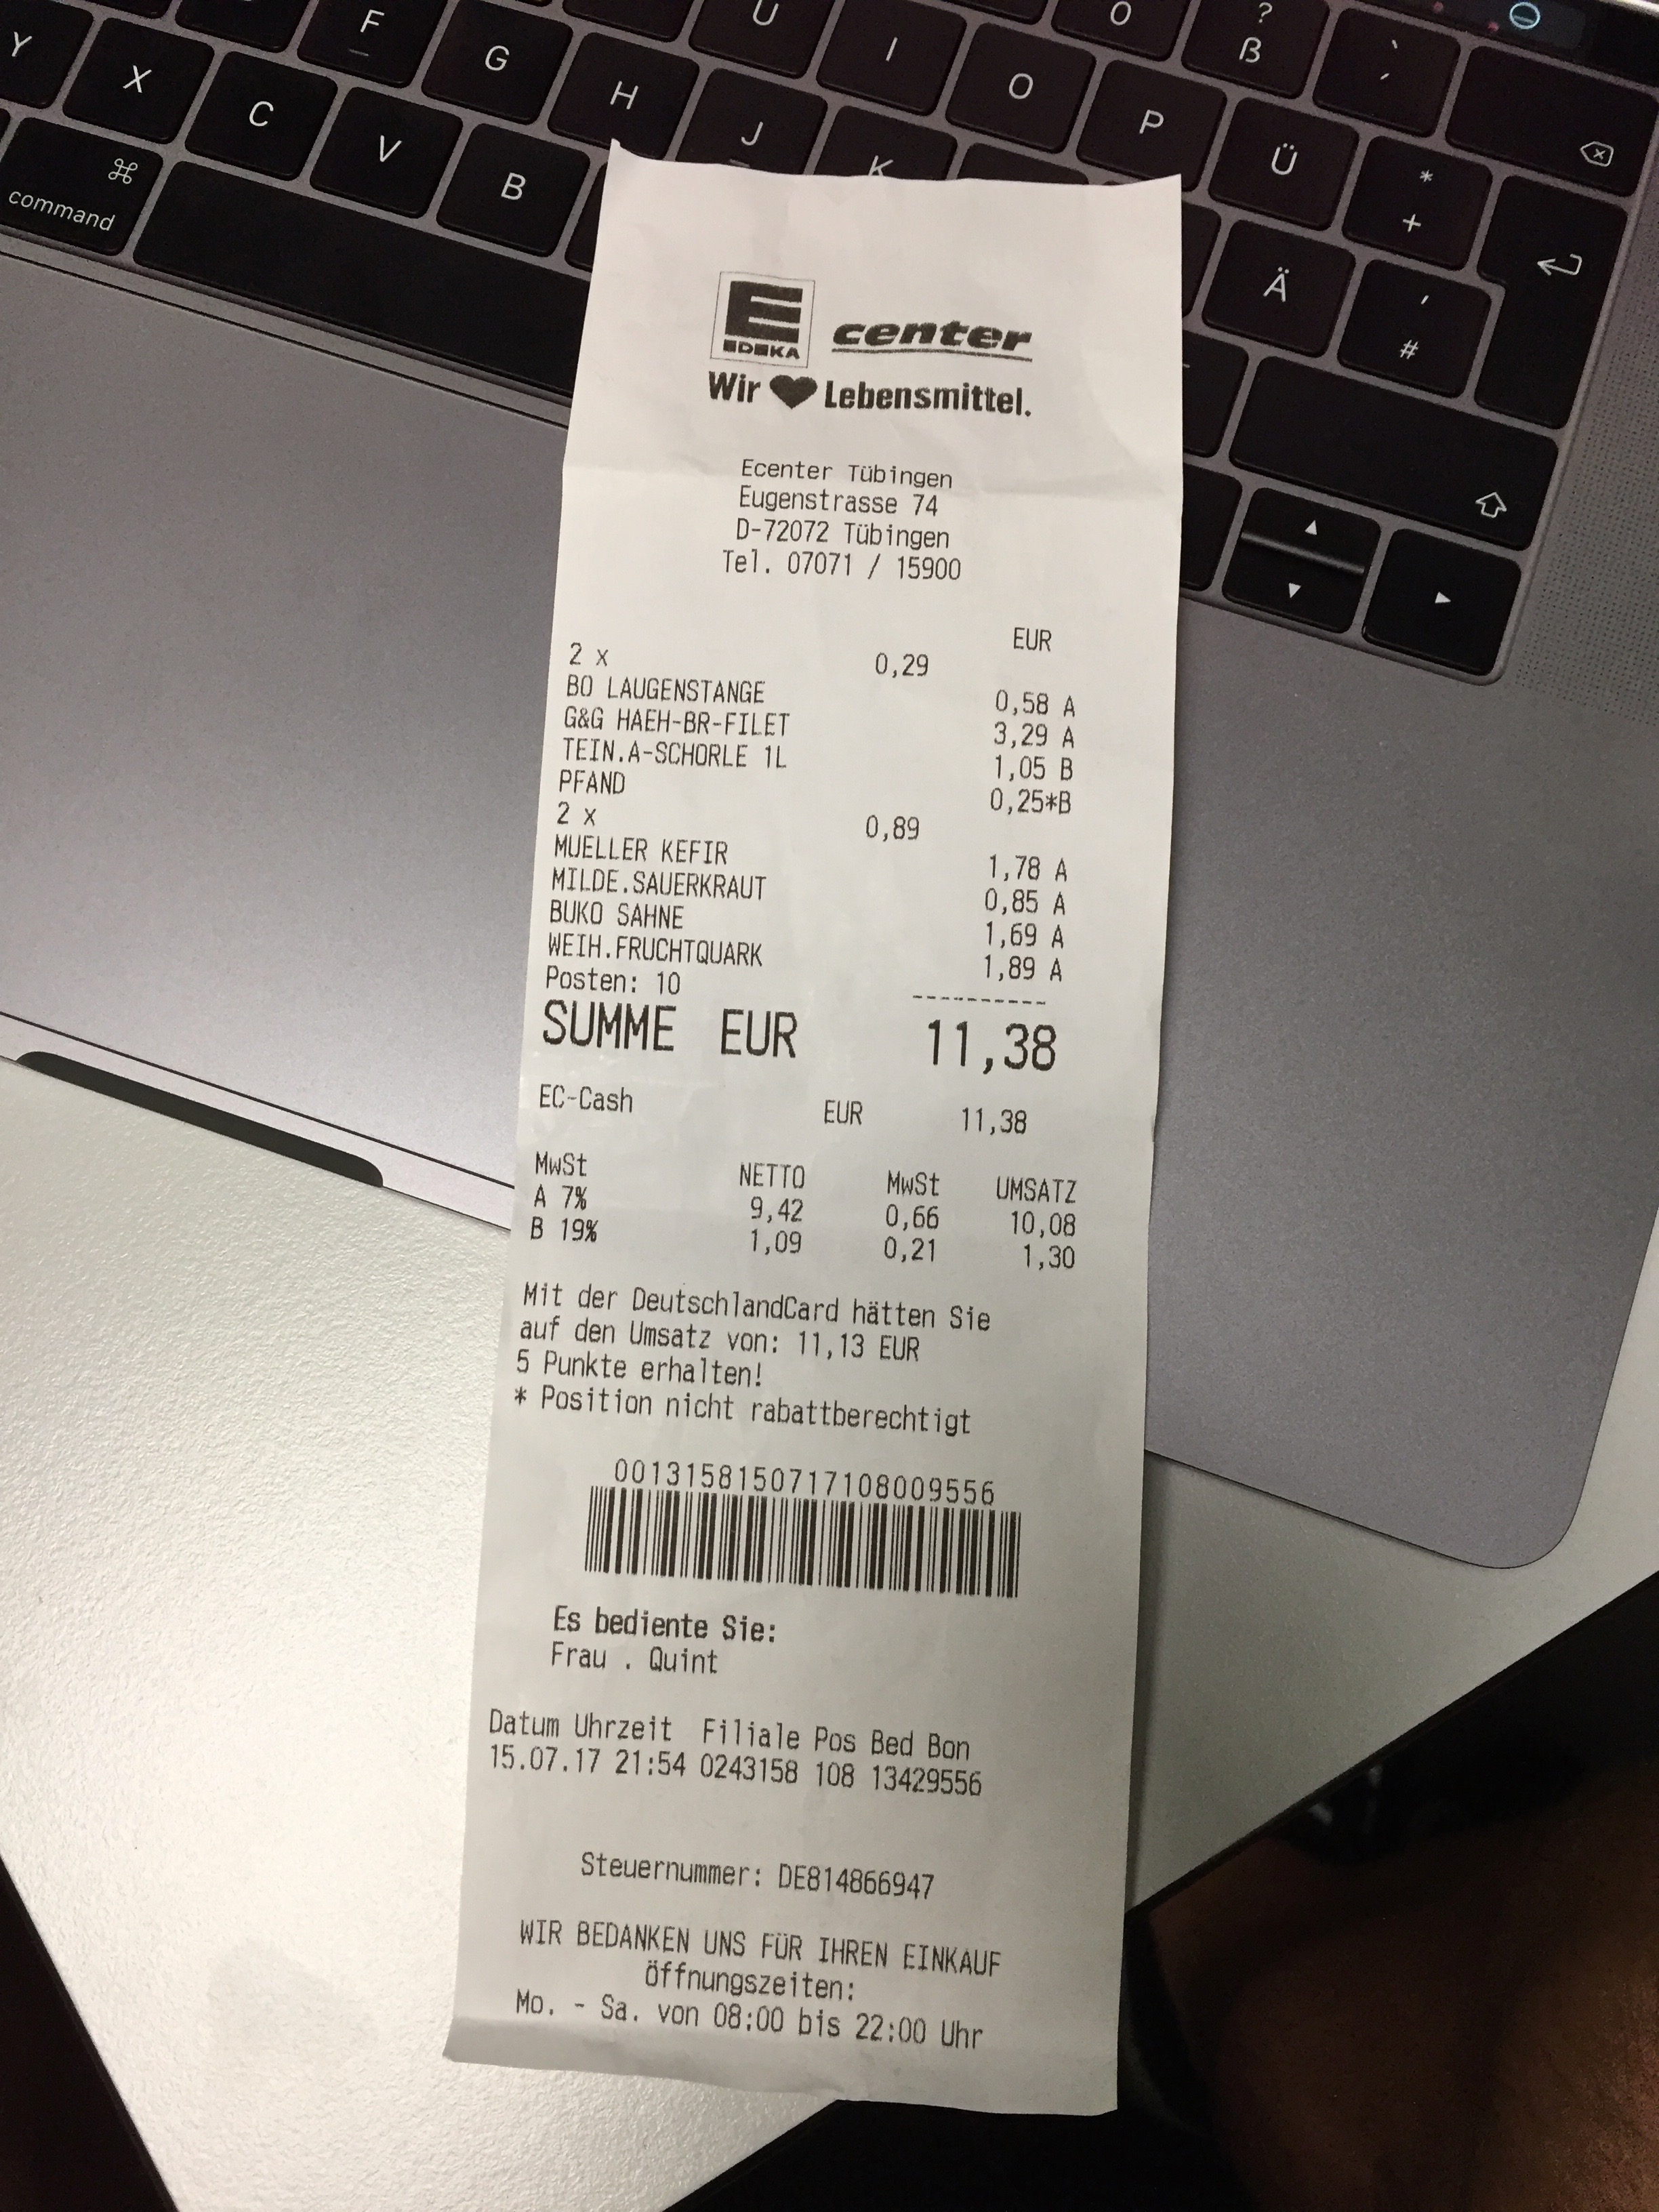 Y
X
C
V
B
F
G
H
J
K
U
I
O
P
Ü
Ä
0
?
ß
`
´
*
+
'
#
⌘
command
E
EDEKA center
Wir ♥ Lebensmittel.
Ecenter Tübingen
Eugenstrasse 74
D-72072 Tübingen
Tel. 07071 / 15900
EUR
2 x 0,29
BO LAUGENSTANGE 0,58 A
G&G HAEH-BR-FILET 3,29 A
TEIN.A-SCHORLE 1L 1,05 B
PFAND 0,25*B
2 x 0,89
MUELLER KEFIR 1,78 A
MILDE.SAUERKRAUT 0,85 A
BUKO SAHNE 1,69 A
WEIH.FRUCHTQUARK 1,89 A
Posten: 10
----------
SUMME EUR 11,38
EC-Cash EUR 11,38
MwSt NETTO MwSt UMSATZ
A 7% 9,42 0,66 10,08
B 19% 1,09 0,21 1,30
Mit der DeutschlandCard hätten Sie
auf den Umsatz von: 11,13 EUR
5 Punkte erhalten!
* Position nicht rabattberechtigt
0013158150717108009556
Es bediente Sie:
Frau . Quint
Datum Uhrzeit Filiale Pos Bed Bon
15.07.17 21:54 0243158 108 13429556
Steuernummer: DE814866947
WIR BEDANKEN UNS FÜR IHREN EINKAUF
Öffnungszeiten:
Mo. - Sa. von 08:00 bis 22:00 Uhr